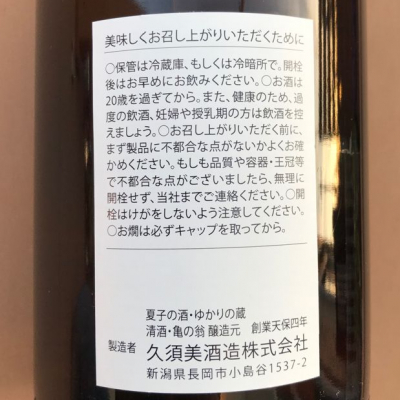 美味しくお召し上がりいただくために
○保管は冷蔵庫、もしくは冷暗所で。開栓
後はお早めにお飲みください。○お酒は
20歳を過ぎてから。また、健康のため、過
度の飲酒、妊婦や授乳期の方は飲酒を控
えましょう。○お召し上がりいただく前に、
まず製品に不都合な点がないかよくお確
かめください。もしも品質や容器・王冠等
で不都合な点がございましたら、無理に
開栓せず、当社までご連絡ください。○開
栓はけがをしないよう注意してください。
○お燗は必ずキャップを取ってから。
夏子の酒・ゆかりの蔵
清酒・亀の翁 醸造元 創業天保四年
製造者 久須美酒造株式会社
新潟県長岡市小島谷1537-2